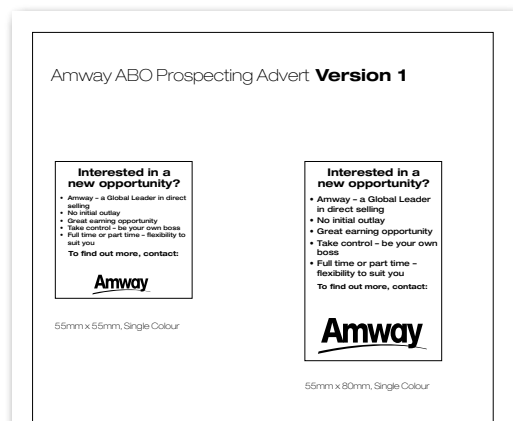 Amway ABO Prospecting Advert Version 1
Interested in a
new opportunity?
• Amway – a Global Leader in direct
selling
• No initial outlay
• Great earning opportunity
• Take control – be your own boss
• Full time or part time – flexibility to
suit you
To find out more, contact:
Amway
55mm x 55mm, Single Colour
Interested in a
new opportunity?
• Amway – a Global Leader
in direct selling
• No initial outlay
• Great earning opportunity
• Take control – be your own
boss
• Full time or part time –
flexibility to suit you
To find out more, contact:
Amway
55mm x 80mm, Single Colour